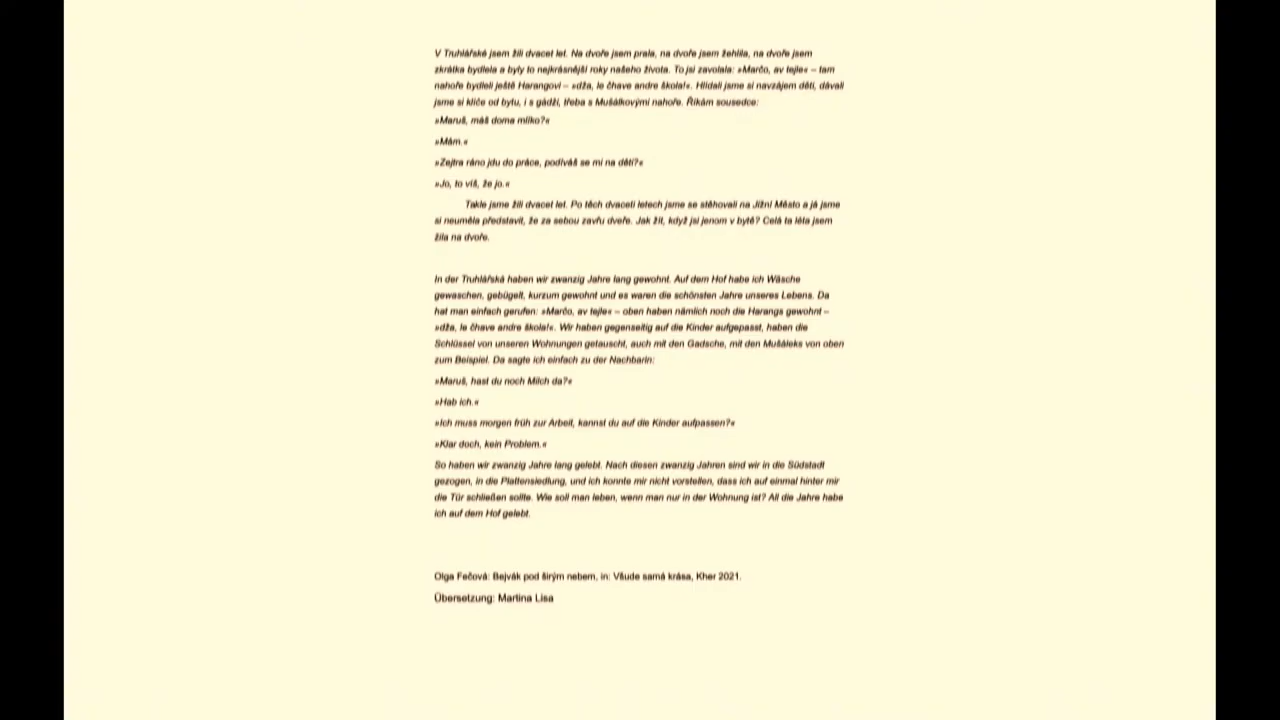 V Truhlářské jsem žili dvacet let. Na dvoře jsem prala, na dvoře jsem žehlila, na dvoře jsem
zkrátka bydlela a byly to nejkrásnější roky našeho života. To jsi zavolala: »Marčo, av tejle« – tam
nahoře bydleli ještě Harangovi – »dža, le čhave andre škola!«. Hlídali jsme si navzájem děti, dávali
jsme si klíče od bytu, i s gádži, třeba s Mušálkovými nahoře. Říkám sousedce:
»Maruš, máš doma mlíko?«
»Mám.«
»Zejtra ráno jdu do práce, podíváš se mi na děti?«
»Jo, to víš, že jo.«
Takle jsme žili dvacet let. Po těch dvaceti letech jsme se stěhovali na Jižní Město a já jsme
si neuměla představit, že za sebou zavřu dveře. Jak žít, když jsi jenom v bytě? Celá ta léta jsem
žila na dvoře.
In der Truhlářská haben wir zwanzig Jahre lang gewohnt. Auf dem Hof habe ich Wäsche
gewaschen, gebügelt, kurzum gewohnt und es waren die schönsten Jahre unseres Lebens. Da
hat man einfach gerufen: »Marčo, av tejle« – oben haben nämlich noch die Harangs gewohnt –
»dža, le čhave andre škola!«. Wir haben gegenseitig auf die Kinder aufgepasst, haben die
Schlüssel von unseren Wohnungen getauscht, auch mit den Gadsche, mit den Mušáleks von oben
zum Beispiel. Da sagte ich einfach zu der Nachbarin:
»Maruš, hast du noch Milch da?«
»Hab ich.«
»Ich muss morgen früh zur Arbeit, kannst du auf die Kinder aufpassen?«
»Klar doch, kein Problem.«
So haben wir zwanzig Jahre lang gelebt. Nach diesen zwanzig Jahren sind wir in die Südstadt
gezogen, in die Plattensiedlung, und ich konnte mir nicht vorstellen, dass ich auf einmal hinter mir
die Tür schließen sollte. Wie soll man leben, wenn man nur in der Wohnung ist? All die Jahre habe
ich auf dem Hof gelebt.
Olga Fečová: Bejvák pod širým nebem, in: Všude samá krása, Kher 2021.
Übersetzung: Martina Lisa